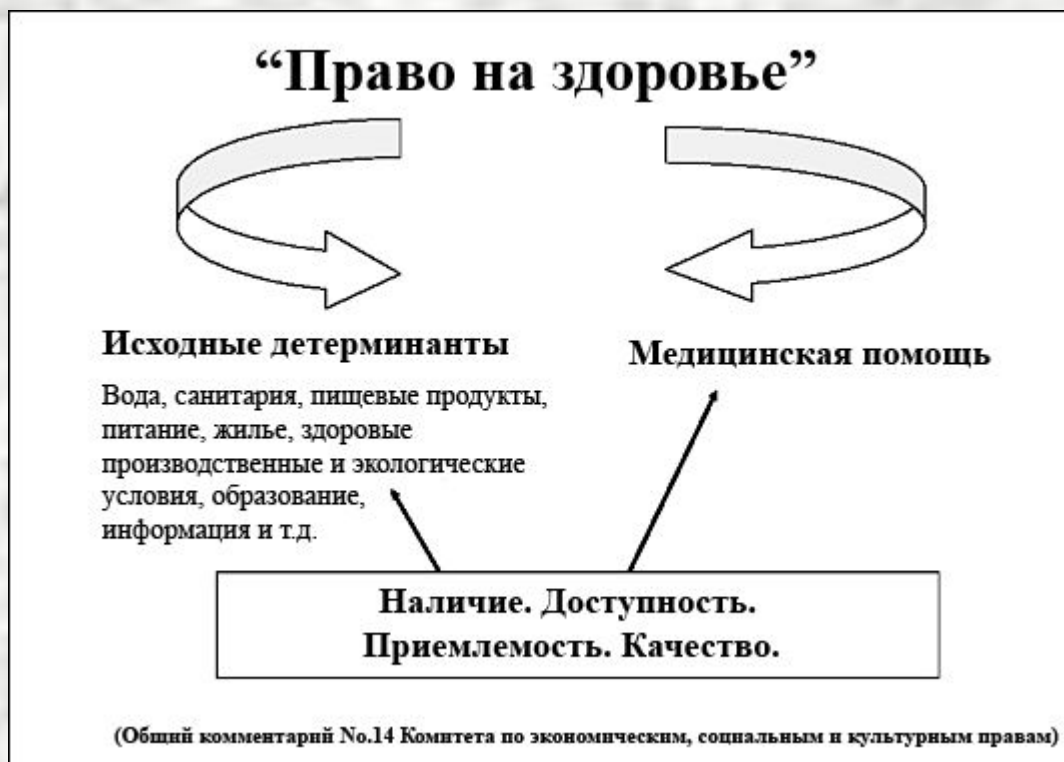 “Право на здоровье”
Исходные детерминанты
Вода, санитария, пищевые продукты,
питание, жилье, здоровые
производственные и экологические
условия, образование,
информация и т.д.
Медицинская помощь
Наличие. Доступность.
Приемлемость. Качество.
(Общий комментарий No.14 Комитета по экономическим, социальным и культурным правам)